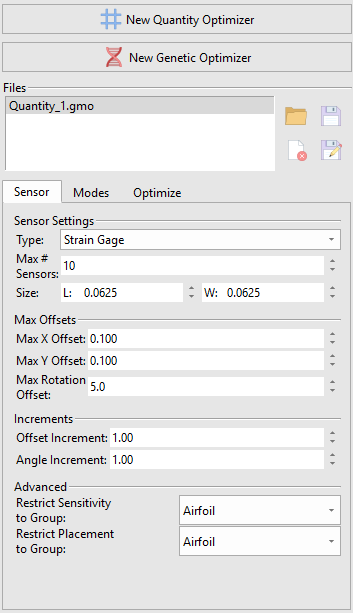 New Quantity Optimizer
New Genetic Optimizer
Files
Quantity_1.gmo
Sensor Modes Optimize
Sensor Settings
Type: Strain Gage
Max #
Sensors: 10
Size: L: 0.0625 W: 0.0625
Max Offsets
Max X Offset: 0.100
Max Y Offset: 0.100
Max Rotation
Offset: 5.0
Increments
Offset Increment: 1.00
Angle Increment: 1.00
Advanced
Restrict Sensitivity
to Group: Airfoil
Restrict Placement
to Group: Airfoil